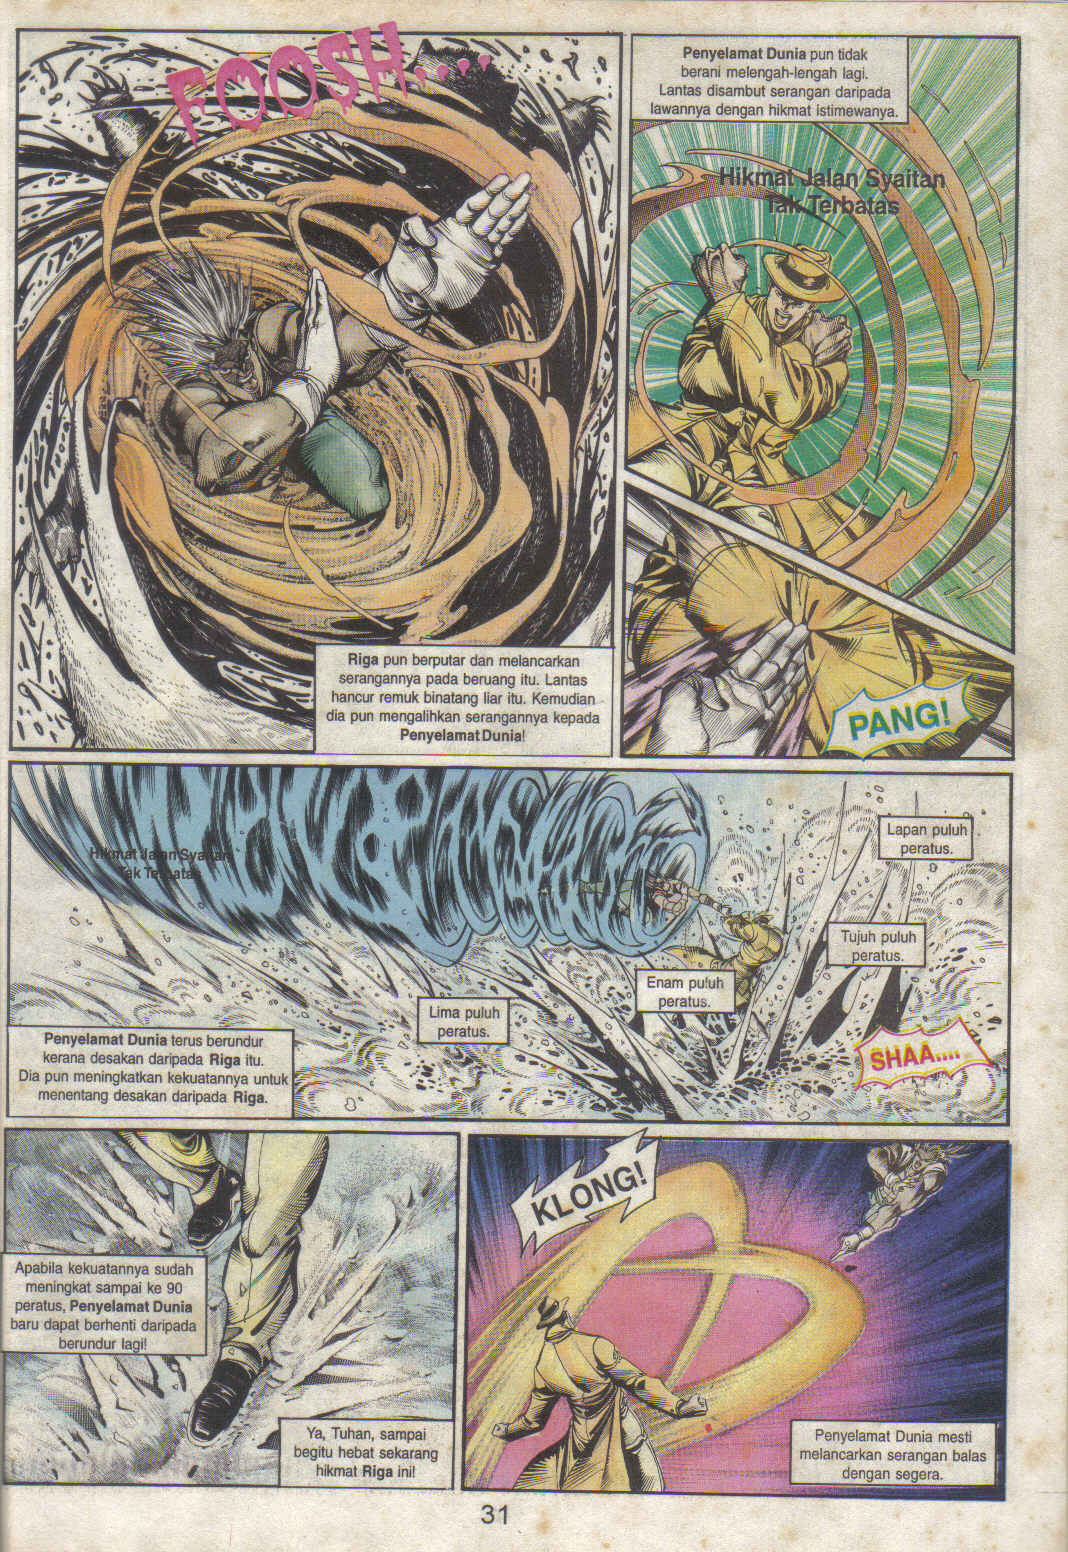 FOOSH....
Riga pun berputar dan melancarkan
serangannya pada beruang itu. Lantas
hancur remuk binatang liar itu. Kemudian
dia pun mengalihkan serangannya kepada
Penyelamat Dunia!
Penyelamat Dunia pun tidak
berani melengah-lengah lagi.
Lantas disambut serangan daripada
lawannya dengan hikmat istimewanya.
Hikmat Jalan Syaitan
Tak Terbatas
PANG!
Hikmat Jalan Syaitan
Tak Terbatas
Penyelamat Dunia terus berundur
kerana desakan daripada Riga itu.
Dia pun meningkatkan kekuatannya untuk
menentang desakan daripada Riga.
Lima puluh
peratus.
Enam puluh
peratus.
Tujuh puluh
peratus.
Lapan puluh
peratus.
SHAA....
Apabila kekuatannya sudah
meningkat sampai ke 90
peratus, Penyelamat Dunia
baru dapat berhenti daripada
berundur lagi!
Ya, Tuhan, sampai
begitu hebat sekarang
hikmat Riga ini!
KLONG!
Penyelamat Dunia mesti
melancarkan serangan balas
dengan segera.
31